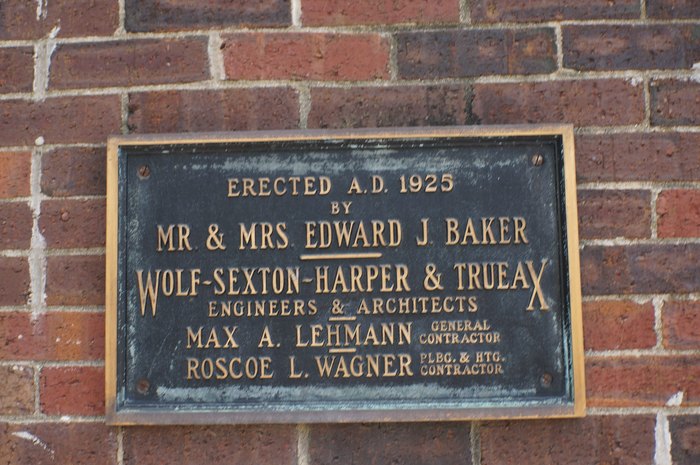 ERECTED A.D. 1925
BY
MR. & MRS. EDWARD J. BAKER
WOLF-SEXTON-HARPER & TRUEAX
ENGINEERS & ARCHITECTS
MAX A. LEHMANN GENERAL CONTRACTOR
ROSCOE L. WAGNER PLBG. & HTG. CONTRACTOR